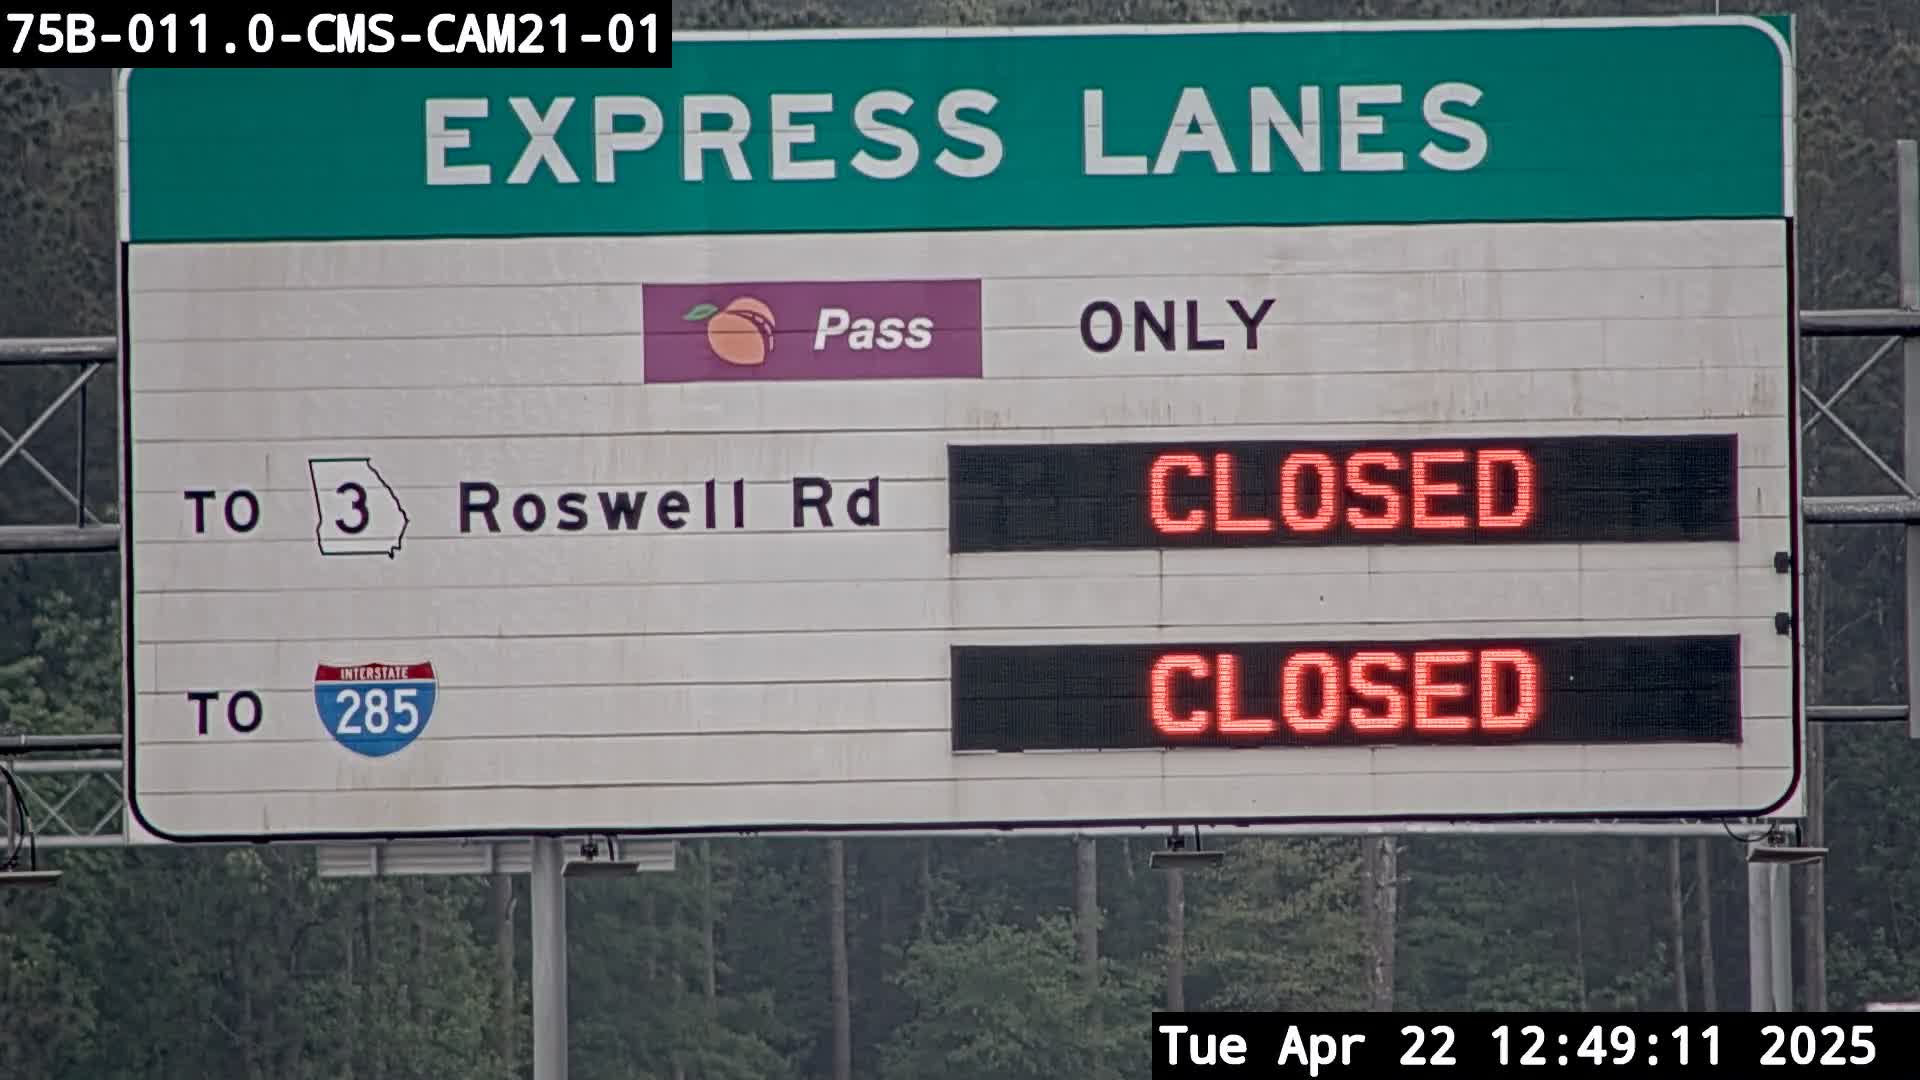 75B-011.0-CMS-CAM21-01
EXPRESS LANES
Pass ONLY
TO 3 Roswell Rd CLOSED
INTERSTATE
TO 285 CLOSED
Tue Apr 22 12:49:11 2025